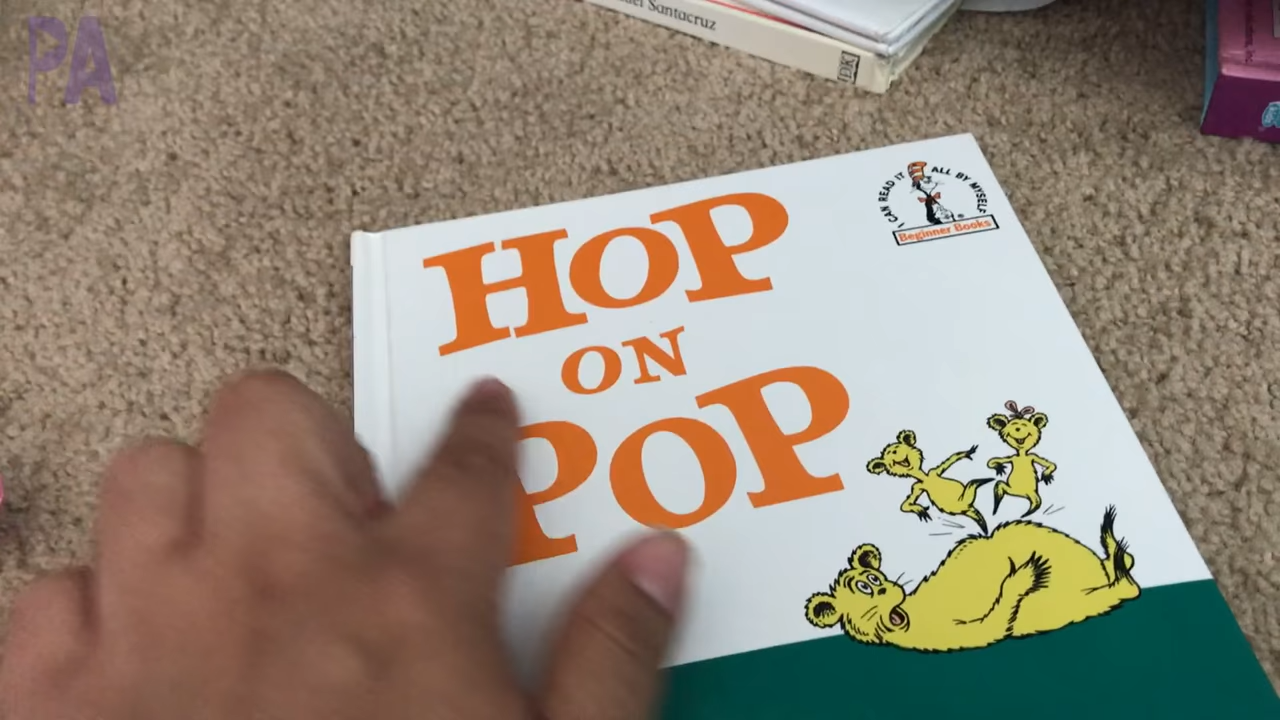 PA
Santacruz
DK
I CAN READ IT ALL BY MYSELF
Beginner Books
HOP
ON
POP